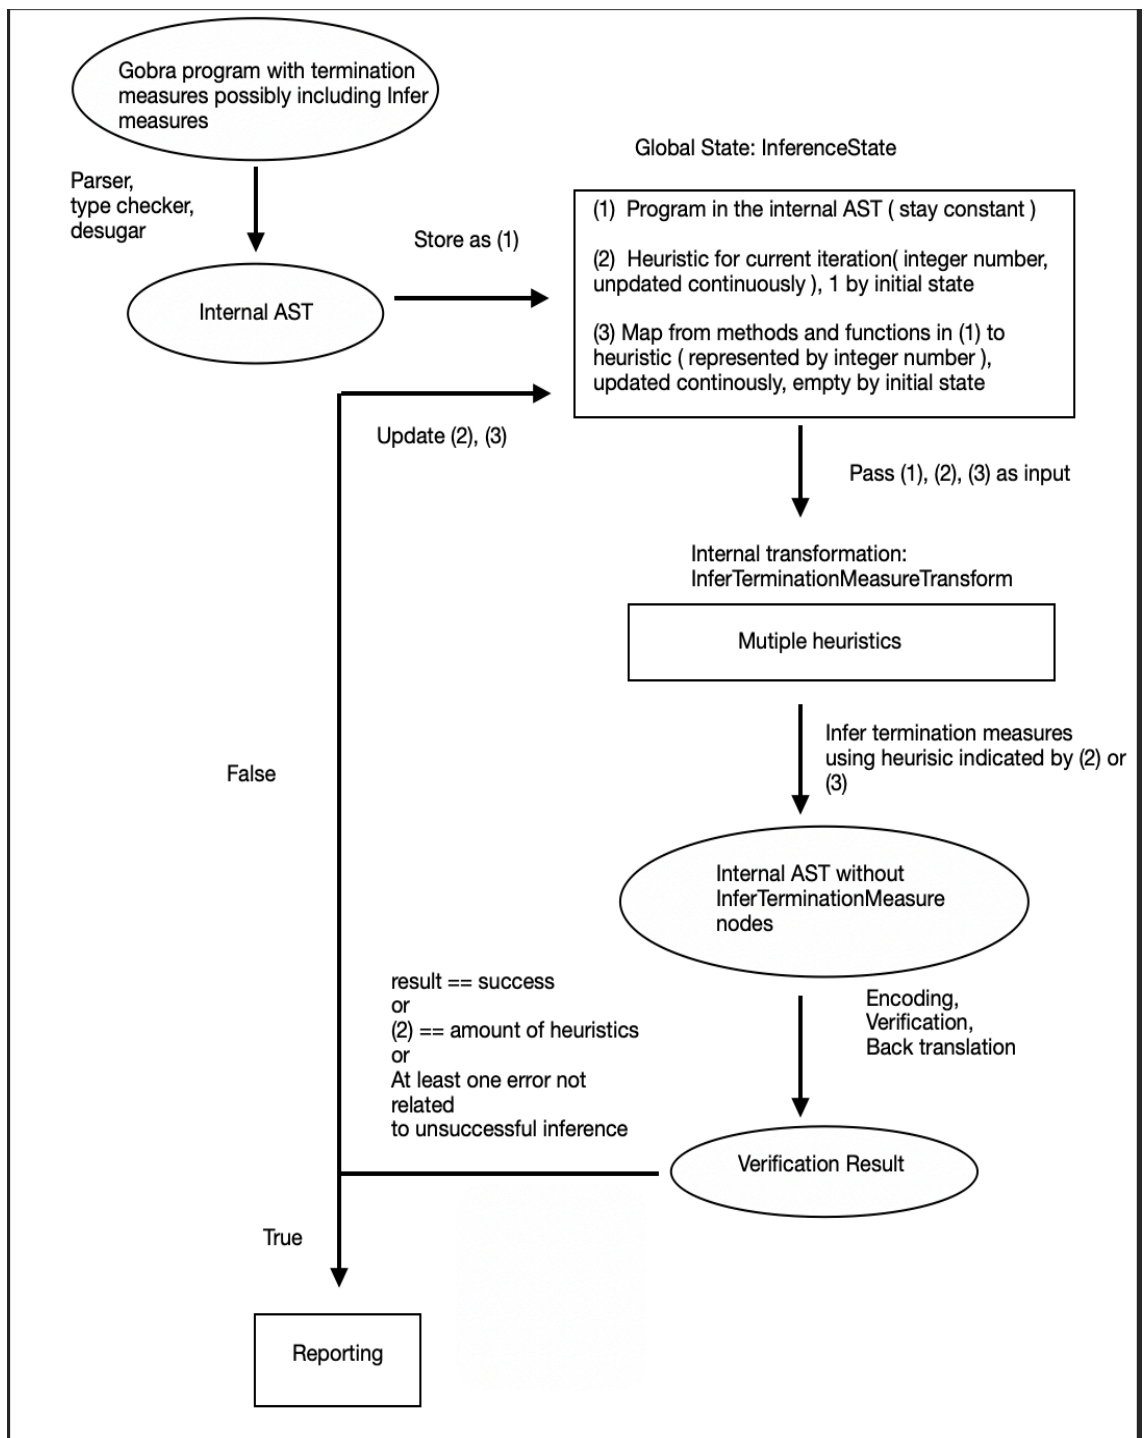 Gobra program with termination
measures possibly including Infer
measures
Parser,
type checker,
desugar
Internal AST
Store as (1)
Global State: InferenceState
(1)  Program in the internal AST ( stay constant )
(2)  Heuristic for current iteration( integer number,
unpdated continuously ), 1 by initial state
(3) Map from methods and functions in (1) to
heuristic ( represented by integer number ),
updated continously, empty by initial state
Update (2), (3)
Pass (1), (2), (3) as input
Internal transformation:
InferTerminationMeasureTransform
Mutiple heuristics
Infer termination measures
using heurisic indicated by (2) or
(3)
False
Internal AST without
InferTerminationMeasure
nodes
result == success
or
(2) == amount of heuristics
or
At least one error not
related
to unsuccessful inference
Encoding,
Verification,
Back translation
Verification Result
True
Reporting